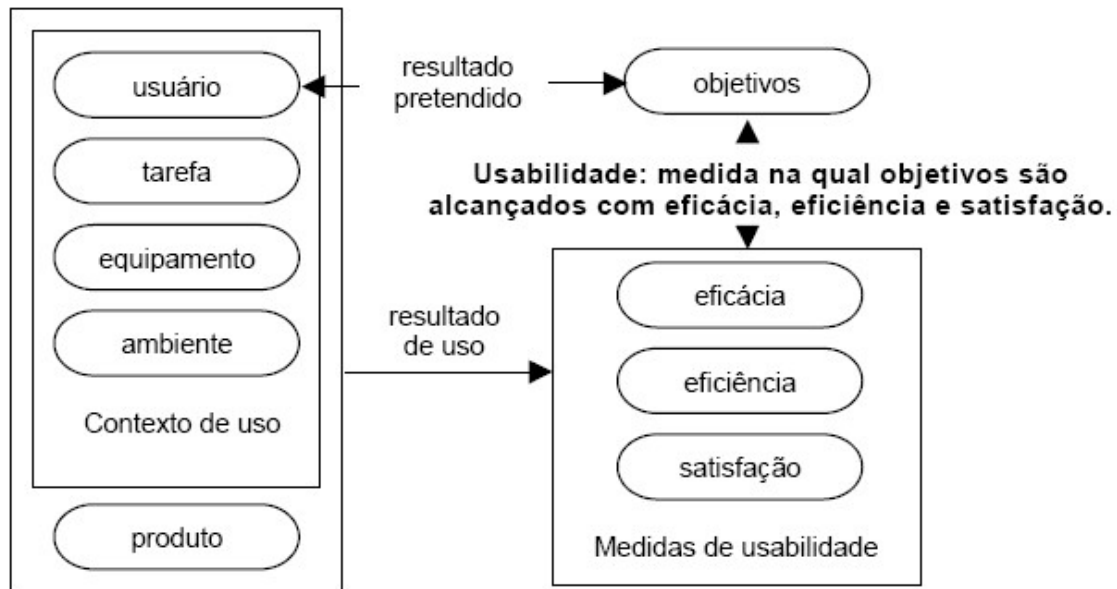 usuário
tarefa
equipamento
ambiente
Contexto de uso
produto
resultado
pretendido
objetivos
Usabilidade: medida na qual objetivos são
alcançados com eficácia, eficiência e satisfação.
resultado
de uso
eficácia
eficiência
satisfação
Medidas de usabilidade